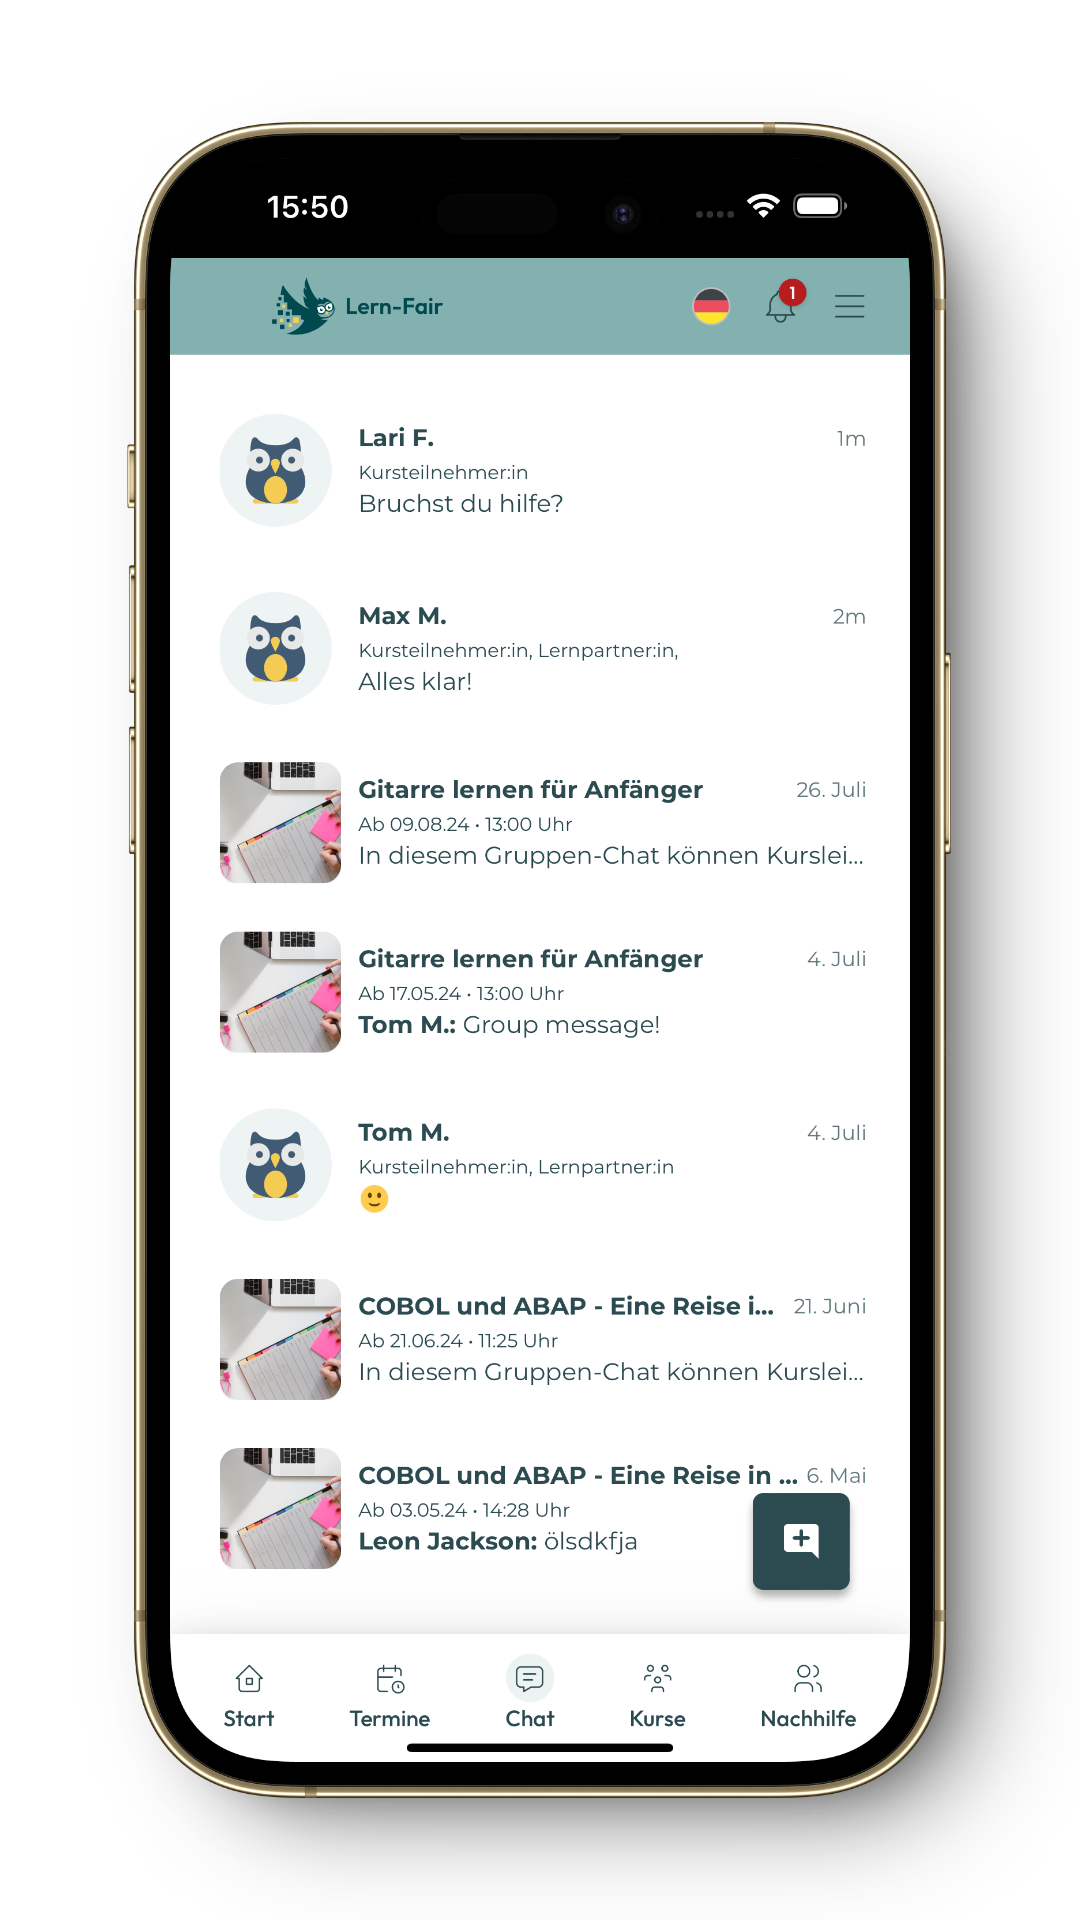 15:50
Lern-Fair
1
Lari F.
1m
Kursteilnehmer:in
Bruchst du hilfe?
Max M.
2m
Kursteilnehmer:in, Lernpartner:in,
Alles klar!
Gitarre lernen für Anfänger
26. Juli
Ab 09.08.24 • 13:00 Uhr
In diesem Gruppen-Chat können Kurslei...
Gitarre lernen für Anfänger
4. Juli
Ab 17.05.24 • 13:00 Uhr
Tom M.: Group message!
Tom M.
4. Juli
Kursteilnehmer:in, Lernpartner:in
🙂
COBOL und ABAP - Eine Reise i...
21. Juni
Ab 21.06.24 • 11:25 Uhr
In diesem Gruppen-Chat können Kurslei...
COBOL und ABAP - Eine Reise in ...
6. Mai
Ab 03.05.24 • 14:28 Uhr
Leon Jackson: ölsdkfja
Start
Termine
Chat
Kurse
Nachhilfe